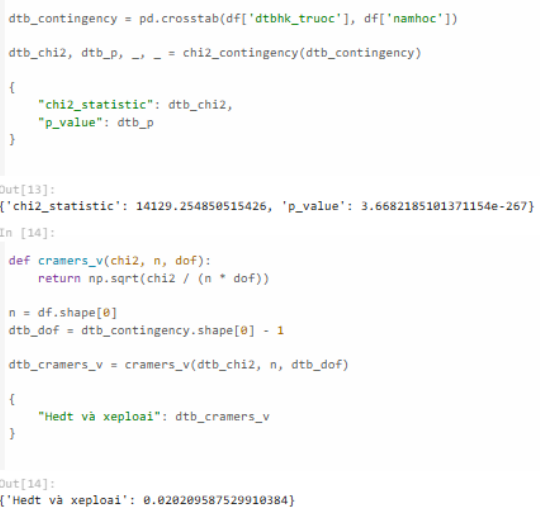 dtb_contingency = pd.crosstab(df['dtbhk_truoc'], df['namhoc'])
dtb_chi2, dtb_p, _, _ = chi2_contingency(dtb_contingency)
{
"chi2_statistic": dtb_chi2,
"p_value": dtb_p
}
Out[13]:
{'chi2_statistic': 14129.254850515426, 'p_value': 3.6682185101371154e-267}
In [14]:
def cramers_v(chi2, n, dof):
return np.sqrt(chi2 / (n * dof))
n = df.shape[0]
dtb_dof = dtb_contingency.shape[0] - 1
dtb_cramers_v = cramers_v(dtb_chi2, n, dtb_dof)
{
"Hedt và xeploai": dtb_cramers_v
}
Out[14]:
{'Hedt và xeploai': 0.020209587529910384}